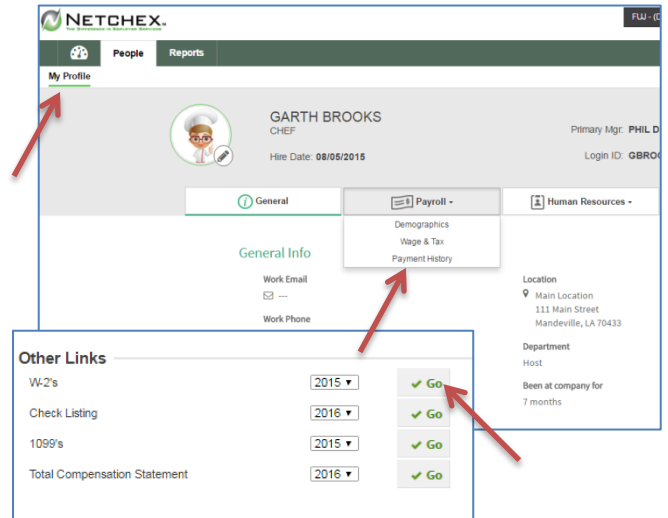 NETCHEX
THE DIFFERENCE IN EMPLOYER SERVICES
FLW - (D
People Reports
My Profile
GARTH BROOKS
CHEF
Hire Date: 08/05/2015
Primary Mgr: PHIL D
Login ID: GBROO
General Payroll Human Resources
Demographics
Wage & Tax
Payment History
General Info
Work Email
---
Work Phone
Location
Main Location
111 Main Street
Mandeville, LA 70433
Department
Host
Been at company for
7 months
Other Links
W-2's 2015 Go
Check Listing 2016 Go
1099's 2015 Go
Total Compensation Statement 2016 Go